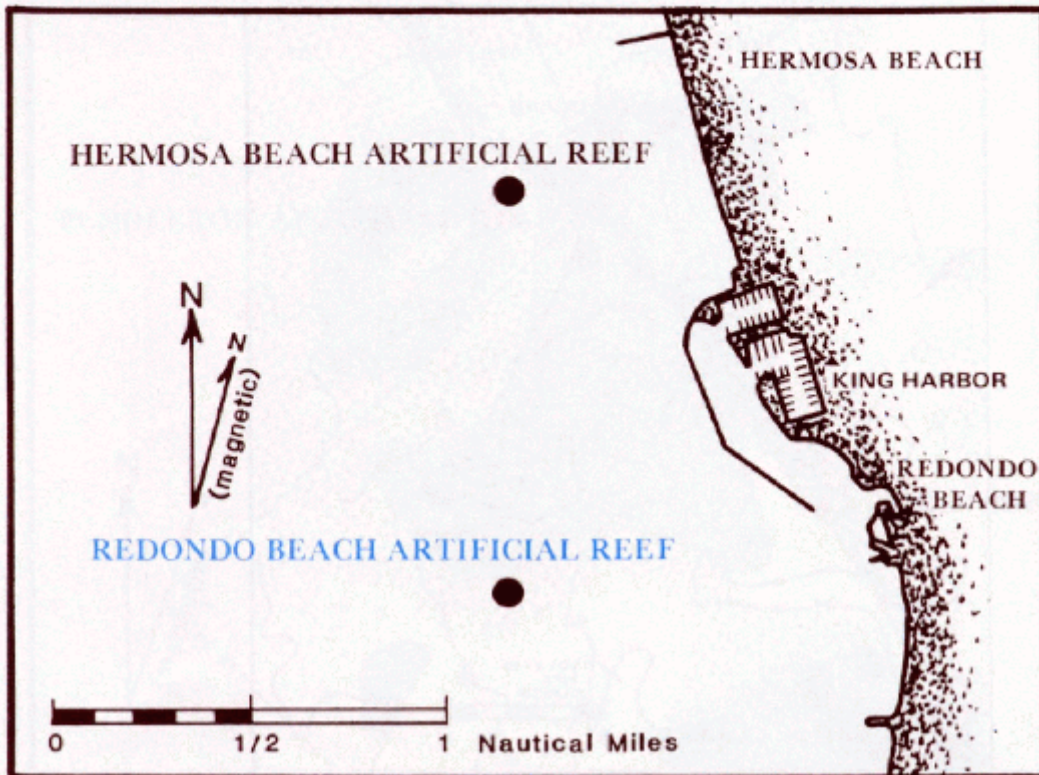 HERMOSA BEACH
HERMOSA BEACH ARTIFICIAL REEF
N
N
(magnetic)
KING HARBOR
REDONDO
BEACH
REDONDO BEACH ARTIFICIAL REEF
0 1/2 1 Nautical Miles